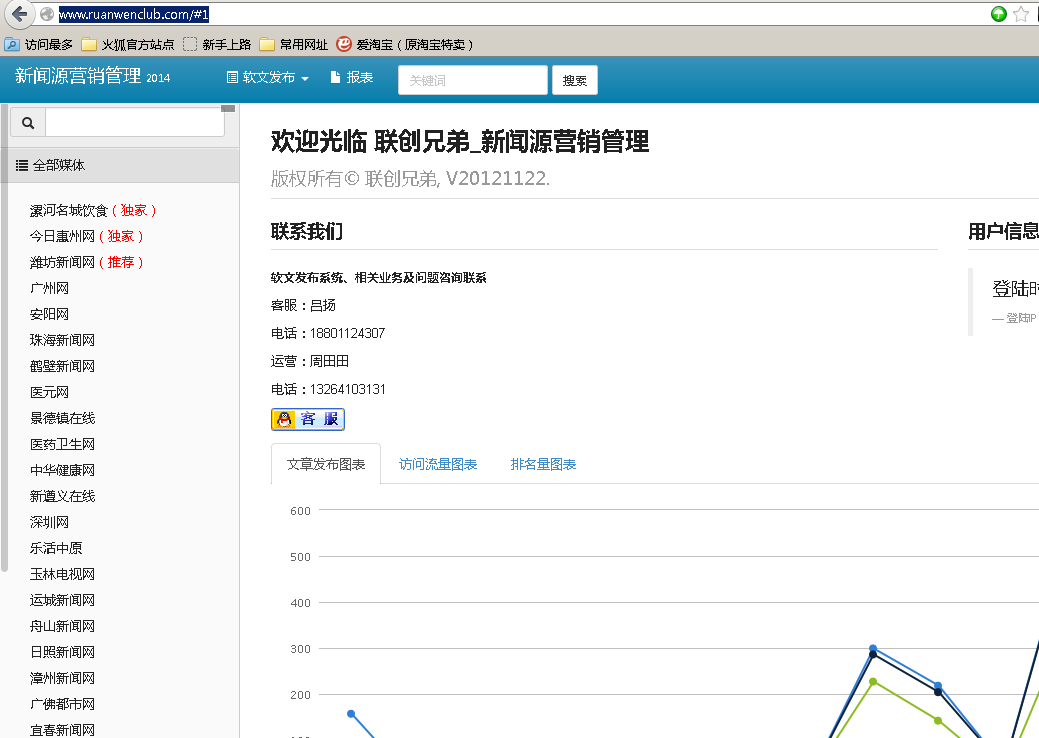 www.ruanwenclub.com/#1
访问最多 火狐官方站点 新手上路 常用网址 爱淘宝（原淘宝特卖）
新闻源营销管理 2014 软文发布 报表 关键词 搜索
全部媒体
漯河名城饮食（独家）
今日惠州网（独家）
潍坊新闻网（推荐）
广州网
安阳网
珠海新闻网
鹤壁新闻网
医元网
景德镇在线
医药卫生网
中华健康网
新遵义在线
深圳网
乐活中原
玉林电视网
运城新闻网
舟山新闻网
日照新闻网
漳州新闻网
广佛都市网
宜春新闻网
欢迎光临 联创兄弟_新闻源营销管理
版权所有© 联创兄弟, V20121122.
联系我们
软文发布系统、相关业务及问题咨询联系
客服：吕扬
电话：18801124307
运营：周田田
电话：13264103131
客 服
用户信息
登陆时
— 登陆IP
文章发布图表 访问流量图表 排名量图表
600
500
400
300
200